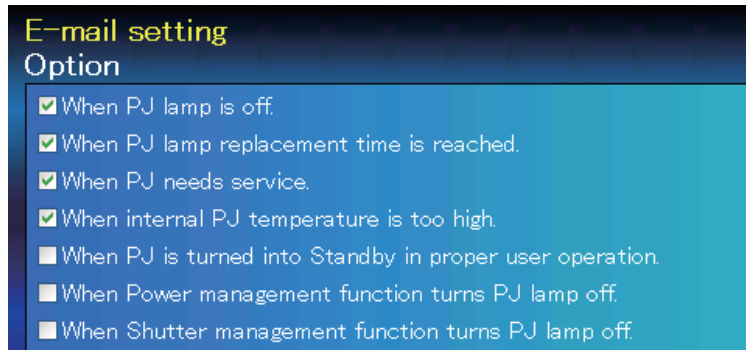 E-mail setting
Option
When PJ lamp is off.
When PJ lamp replacement time is reached.
When PJ needs service.
When internal PJ temperature is too high.
When PJ is turned into Standby in proper user operation.
When Power management function turns PJ lamp off.
When Shutter management function turns PJ lamp off.